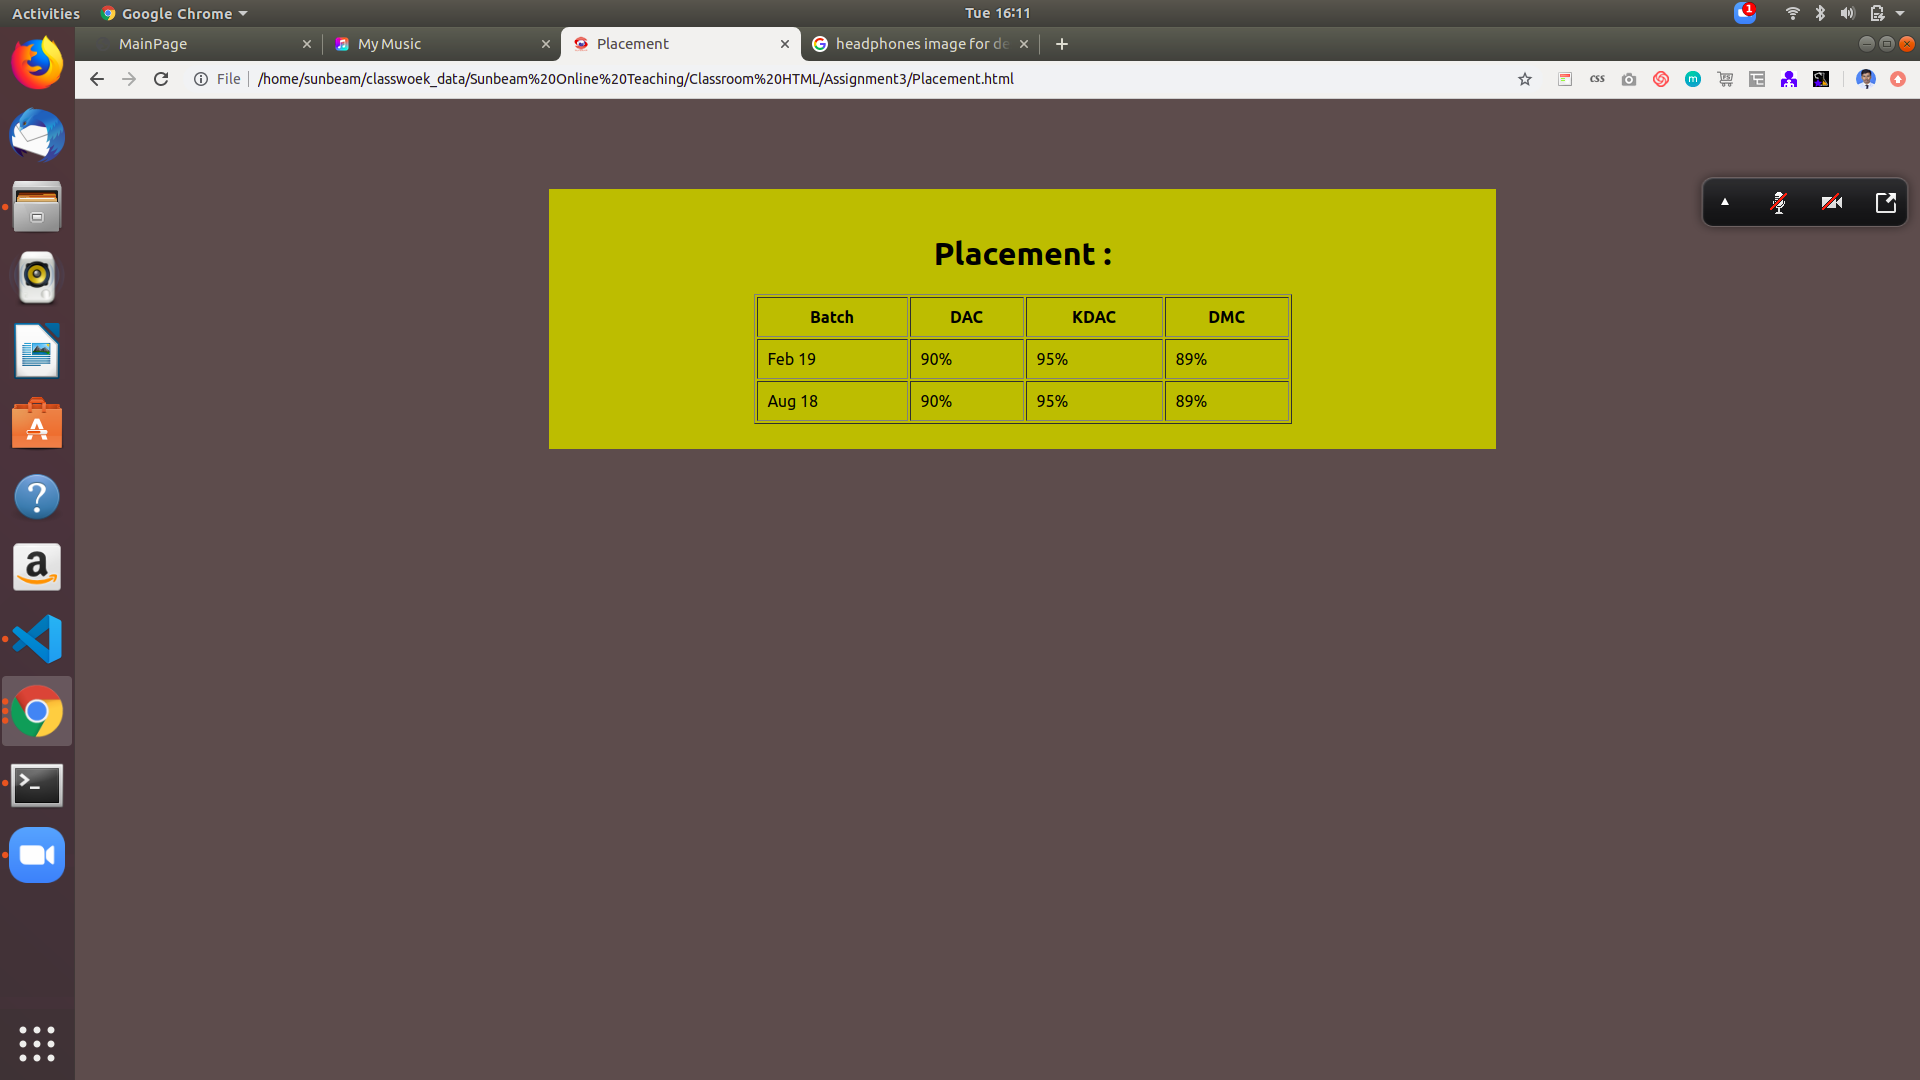 Activities Google Chrome Tue 16:11 1
MainPage My Music Placement headphones image for de
File /home/sunbeam/classwoek_data/Sunbeam%20Online%20Teaching/Classroom%20HTML/Assignment3/Placement.html CSS m FS
Placement :
Batch DAC KDAC DMC
Feb 19 90% 95% 89%
Aug 18 90% 95% 89%